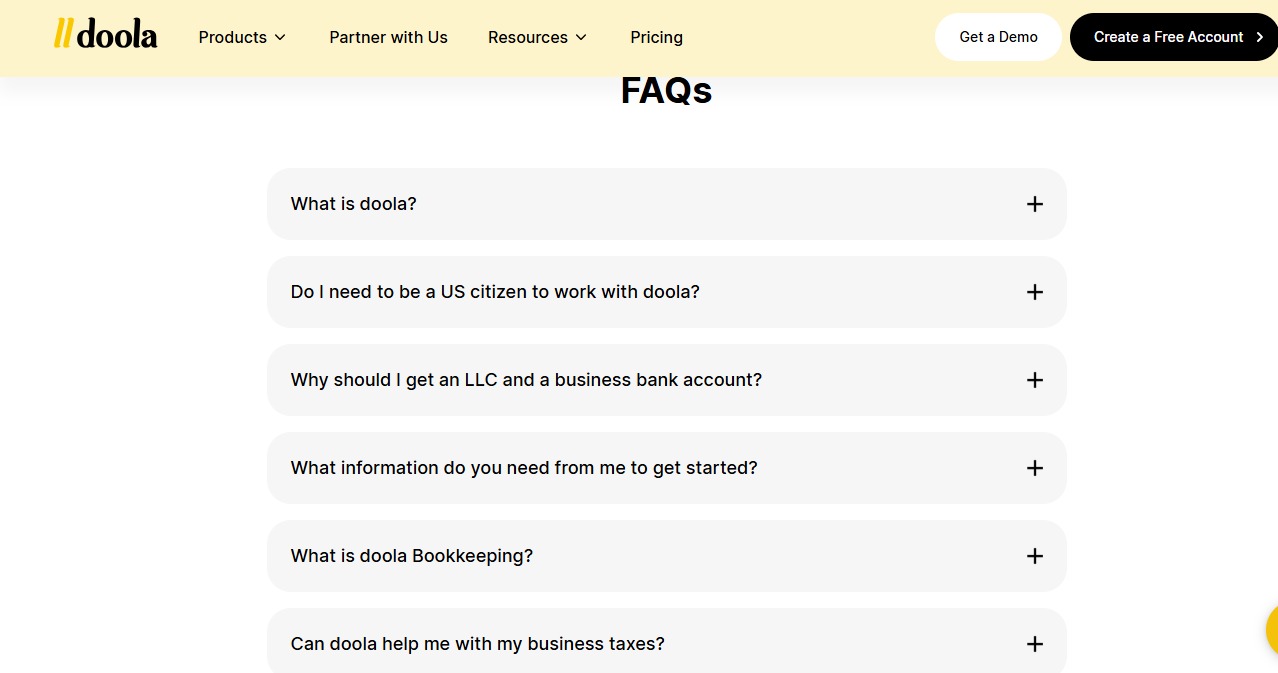 doola
Products
Partner with Us
Resources
Pricing
Get a Demo
Create a Free Account
FAQs
What is doola?
Do I need to be a US citizen to work with doola?
Why should I get an LLC and a business bank account?
What information do you need from me to get started?
What is doola Bookkeeping?
Can doola help me with my business taxes?